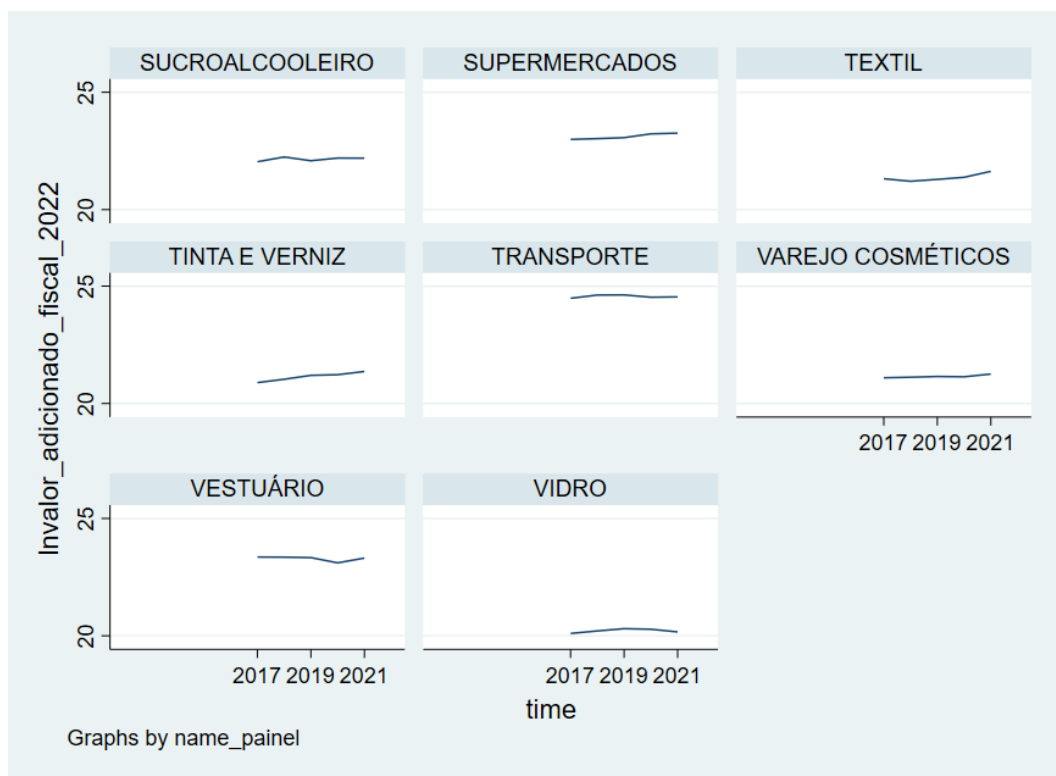 SUCROALCOOLEIRO SUPERMERCADOS TEXTIL
25
20
TINTA E VERNIZ TRANSPORTE VAREJO COSMÉTICOS
25
20
2017 2019 2021
VESTUÁRIO VIDRO
25
20
2017 2019 2021 2017 2019 2021
lnvalor_adicionado_fiscal_2022
time
Graphs by name_painel